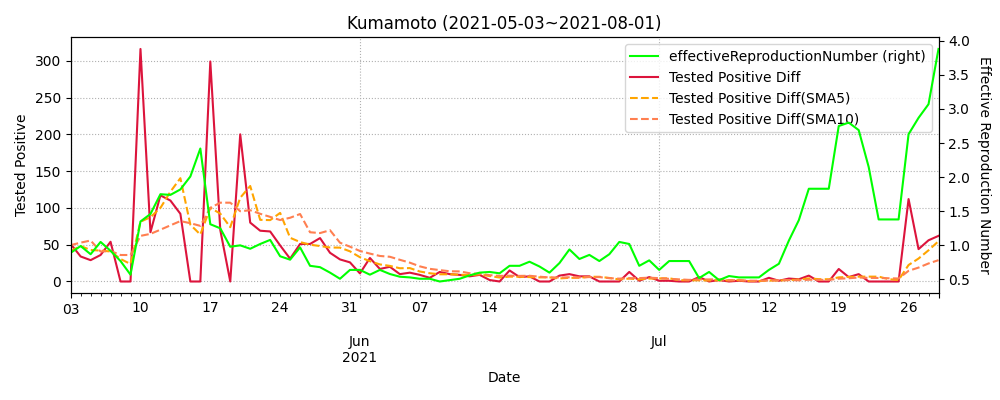 Kumamoto (2021-05-03~2021-08-01)
effectiveReproductionNumber (right)
Tested Positive Diff
Tested Positive Diff(SMA5)
Tested Positive Diff(SMA10)
Tested Positive
300
250
200
150
100
50
0
4.0
3.5
3.0
2.5
2.0
1.5
1.0
0.5
Effective Reproduction Number
03 10 17 24 31 07 14 21 28 05 12 19 26
Jun Jul
2021
Date